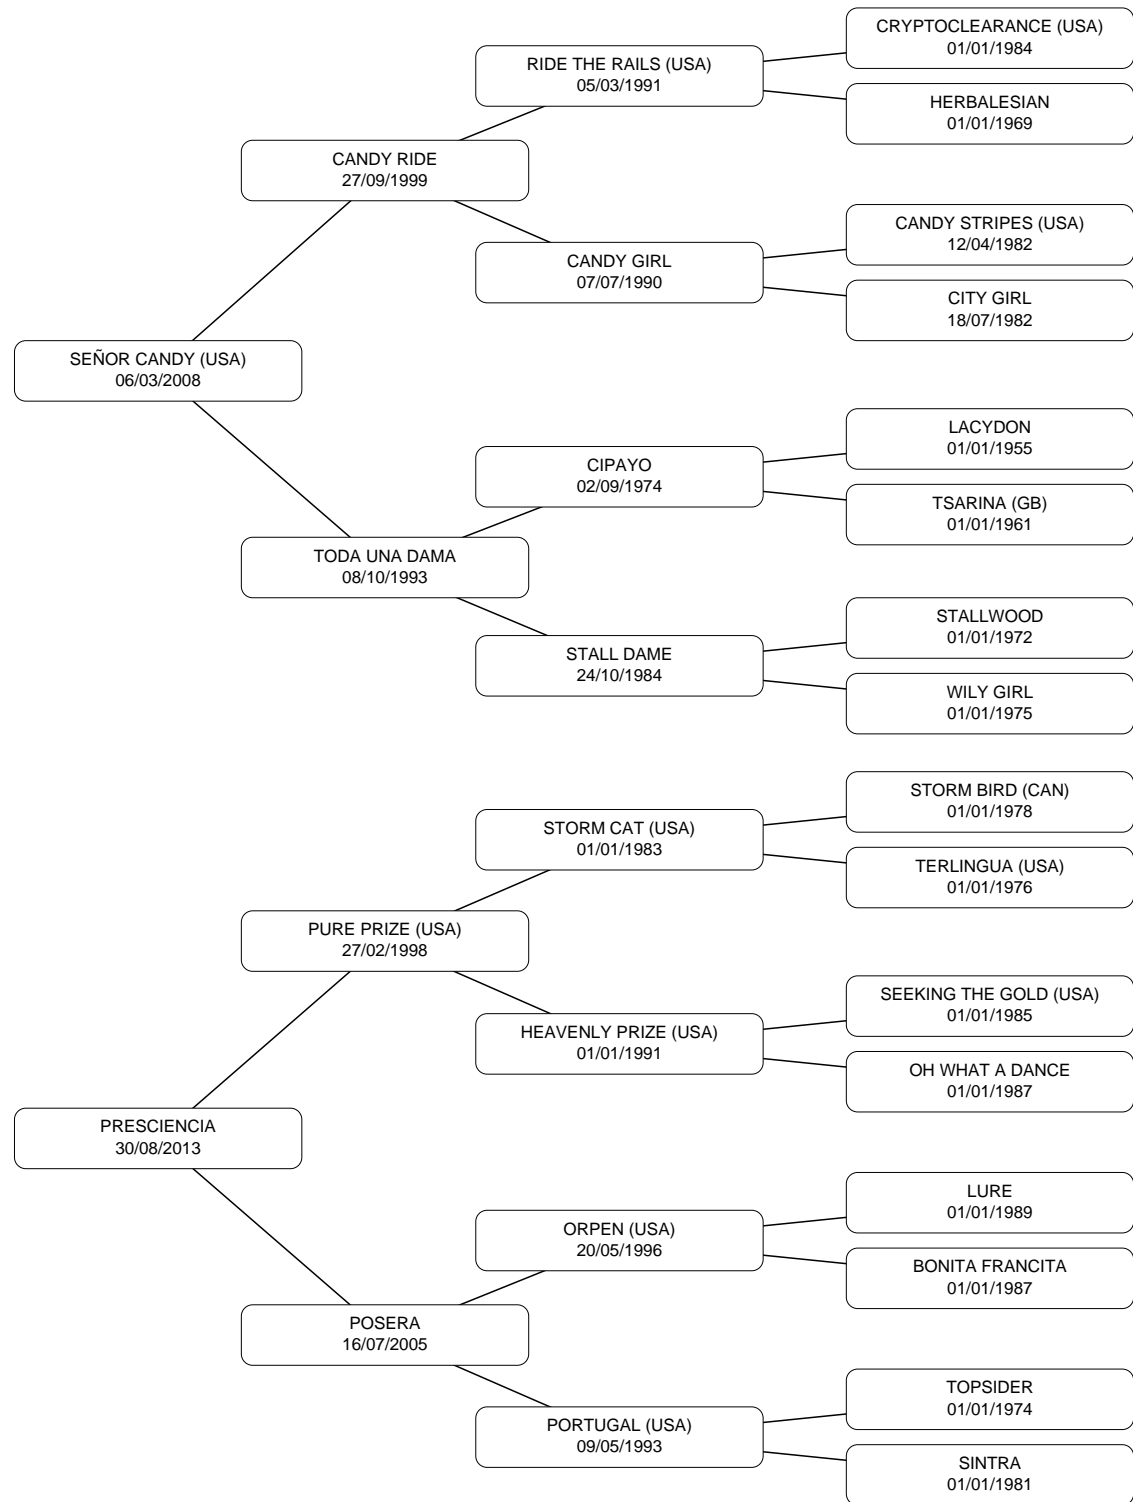 CRYPTOCLEARANCE (USA)
01/01/1984
RIDE THE RAILS (USA)
05/03/1991
HERBALESIAN
01/01/1969
CANDY RIDE
27/09/1999
CANDY STRIPES (USA)
12/04/1982
CANDY GIRL
07/07/1990
CITY GIRL
18/07/1982
SEÑOR CANDY (USA)
06/03/2008
LACYDON
01/01/1955
CIPAYO
02/09/1974
TSARINA (GB)
01/01/1961
TODA UNA DAMA
08/10/1993
STALLWOOD
01/01/1972
STALL DAME
24/10/1984
WILY GIRL
01/01/1975
STORM BIRD (CAN)
01/01/1978
STORM CAT (USA)
01/01/1983
TERLINGUA (USA)
01/01/1976
PURE PRIZE (USA)
27/02/1998
SEEKING THE GOLD (USA)
01/01/1985
HEAVENLY PRIZE (USA)
01/01/1991
OH WHAT A DANCE
01/01/1987
PRESCIENCIA
30/08/2013
LURE
01/01/1989
ORPEN (USA)
20/05/1996
BONITA FRANCITA
01/01/1987
POSERA
16/07/2005
TOPSIDER
01/01/1974
PORTUGAL (USA)
09/05/1993
SINTRA
01/01/1981